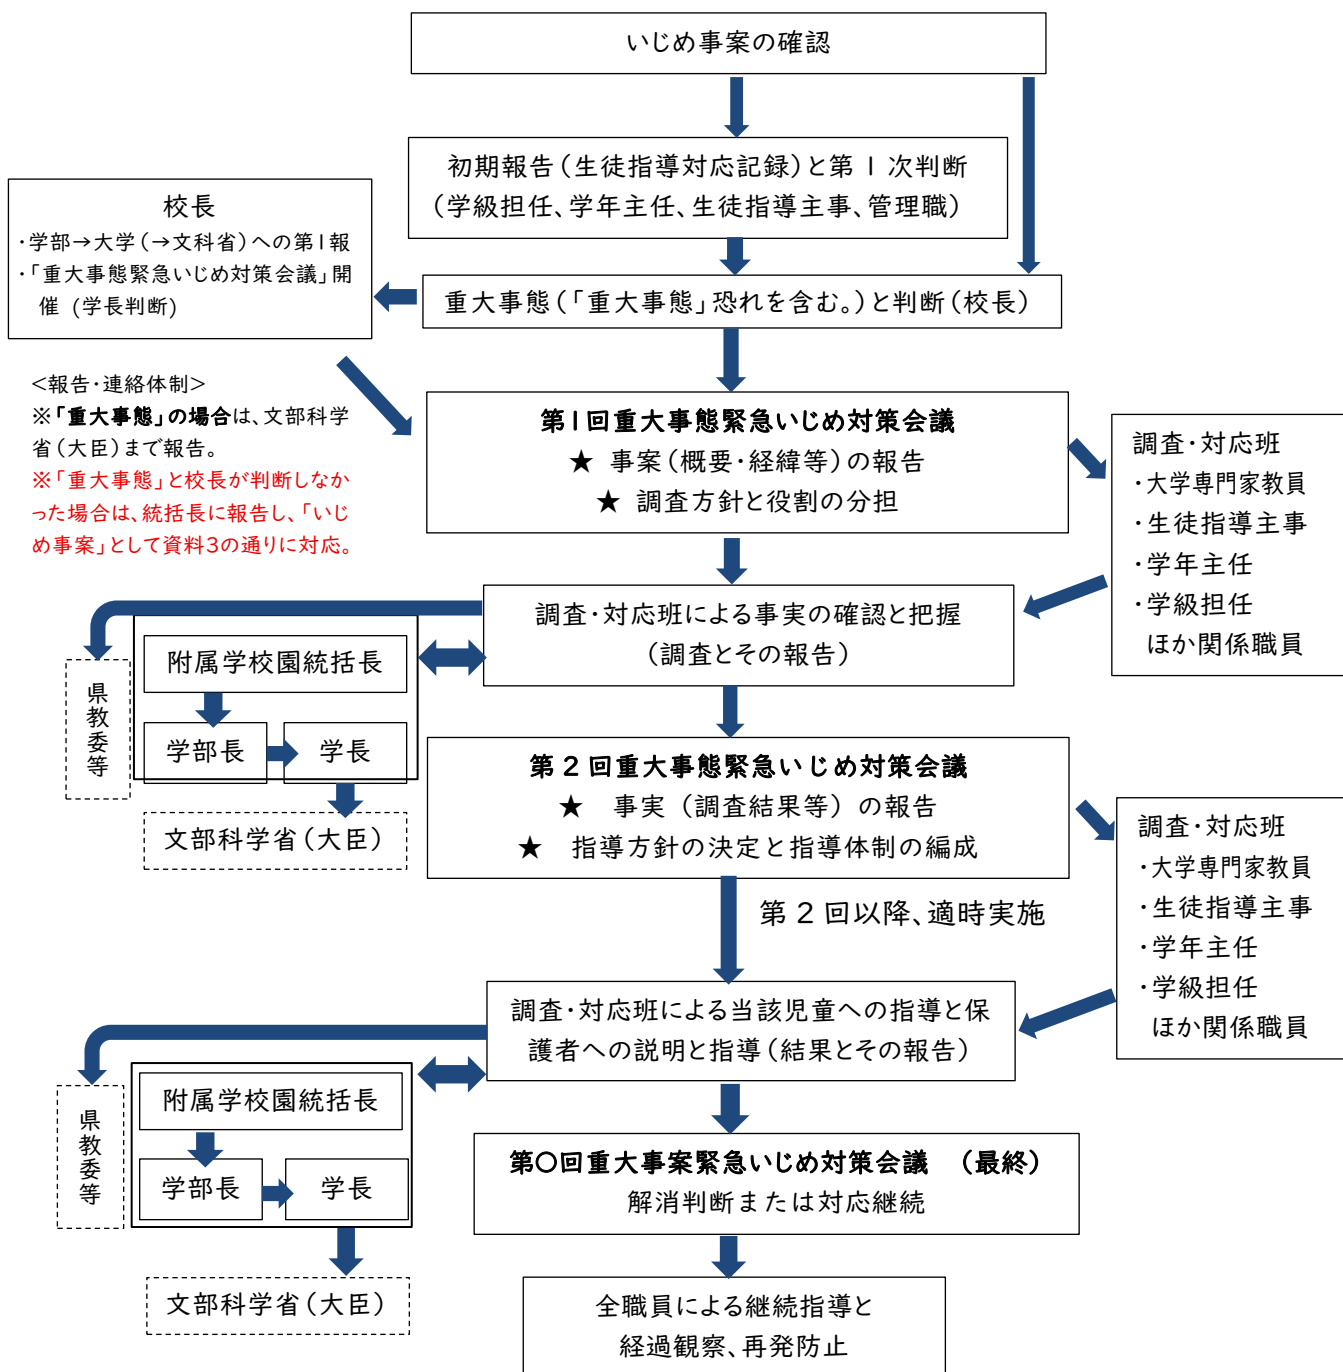 いじめ事案の確認
初期報告（生徒指導対応記録）と第１次判断
（学級担任、学年主任、生徒指導主事、管理職）
校長
・学部→大学（→文科省）への第１報
・「重大事態緊急いじめ対策会議」開
催 (学長判断)
重大事態（「重大事態」恐れを含む。）と判断（校長）
<報告・連絡体制>
※「重大事態」の場合は、文部科学
省（大臣）まで報告。
※「重大事態」と校長が判断しなか
った場合は、統括長に報告し、「いじ
め事案」として資料３の通りに対応。
第１回重大事態緊急いじめ対策会議
★ 事案（概要・経緯等）の報告
★ 調査方針と役割の分担
調査・対応班
・大学専門家教員
・生徒指導主事
・学年主任
・学級担任
ほか関係職員
調査・対応班による事実の確認と把握
（調査とその報告）
県教委等
附属学校園統括長
学部長
学長
文部科学省（大臣）
第２回重大事態緊急いじめ対策会議
★ 事実（調査結果等）の報告
★ 指導方針の決定と指導体制の編成
調査・対応班
・大学専門家教員
・生徒指導主事
・学年主任
・学級担任
ほか関係職員
第２回以降、適時実施
調査・対応班による当該児童への指導と保
護者への説明と指導（結果とその報告）
県教委等
附属学校園統括長
学部長
学長
文部科学省（大臣）
第〇回重大事案緊急いじめ対策会議 （最終）
解消判断または対応継続
全職員による継続指導と
経過観察、再発防止